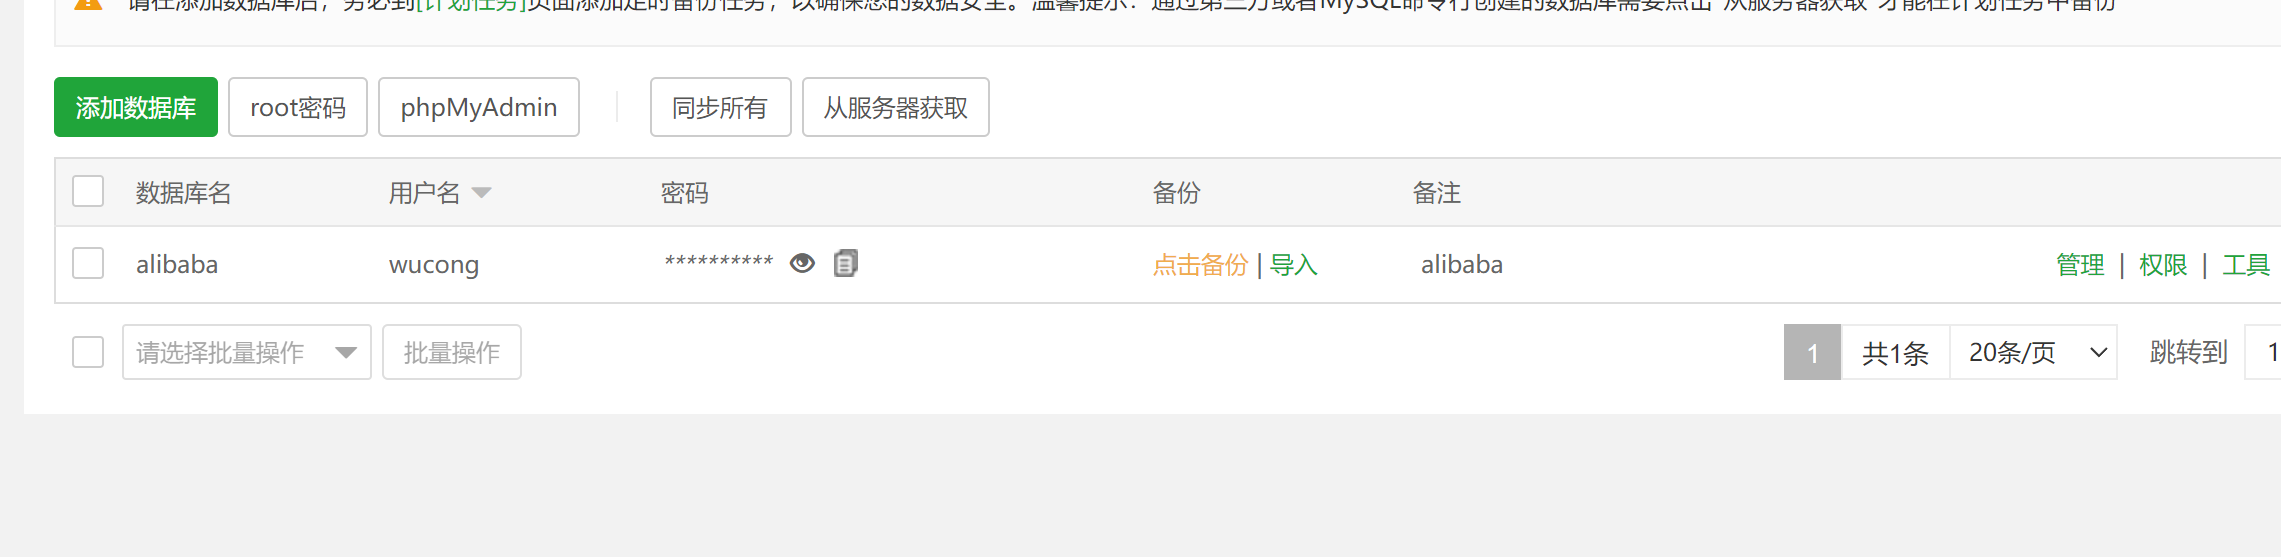 请在添加数据库后，务必到[计划任务]页面添加定时备份任务，以确保您的数据安全。温馨提示：通过第三方或者MySQL命令行创建的数据库需要点击"从服务器获取"才能在计划任务中备份
添加数据库 root密码 phpMyAdmin 同步所有 从服务器获取
数据库名 用户名 密码 备份 备注
alibaba wucong ********** 点击备份 | 导入 alibaba 管理 | 权限 | 工具
请选择批量操作 批量操作 1 共1条 20条/页 跳转到 1